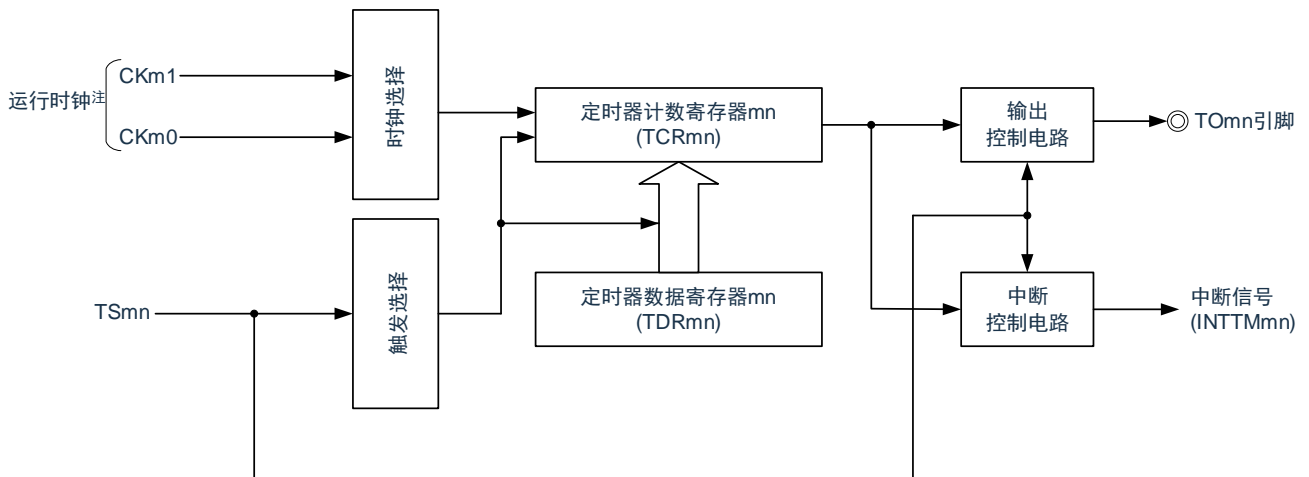 运行时钟注
CKm1
CKm0
时钟选择
定时器计数寄存器mn
(TCRmn)
输出
控制电路
TOmn引脚
TSmn
触发选择
定时器数据寄存器mn
(TDRmn)
中断
控制电路
中断信号
(INTTMmn)